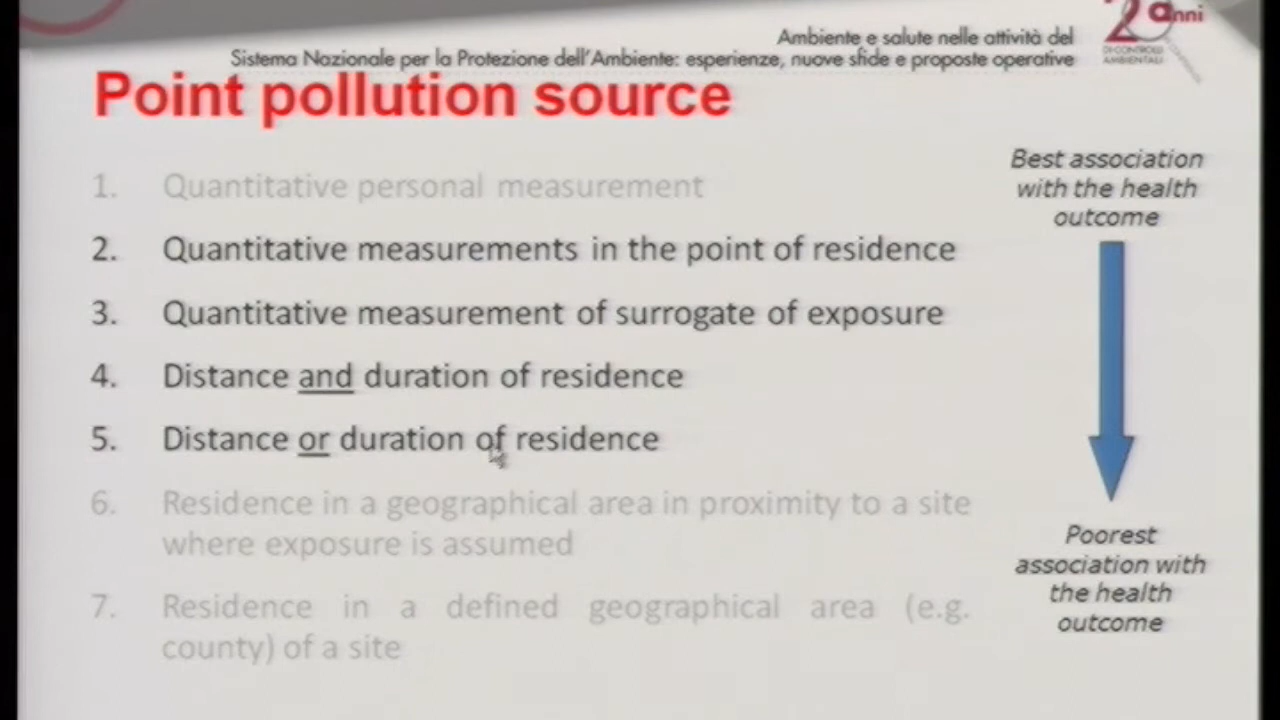 2 anni
DI CONTROLLI
AMBIENTALI
Ambiente e salute nelle attività del
Sistema Nazionale per la Protezione dell'Ambiente: esperienze, nuove sfide e proposte operative
Point pollution source
1. Quantitative personal measurement
2. Quantitative measurements in the point of residence
3. Quantitative measurement of surrogate of exposure
4. Distance and duration of residence
5. Distance or duration of residence
6. Residence in a geographical area in proximity to a site
where exposure is assumed
7. Residence in a defined geographical area (e.g.
county) of a site
Best association
with the health
outcome
Poorest
association with
the health
outcome